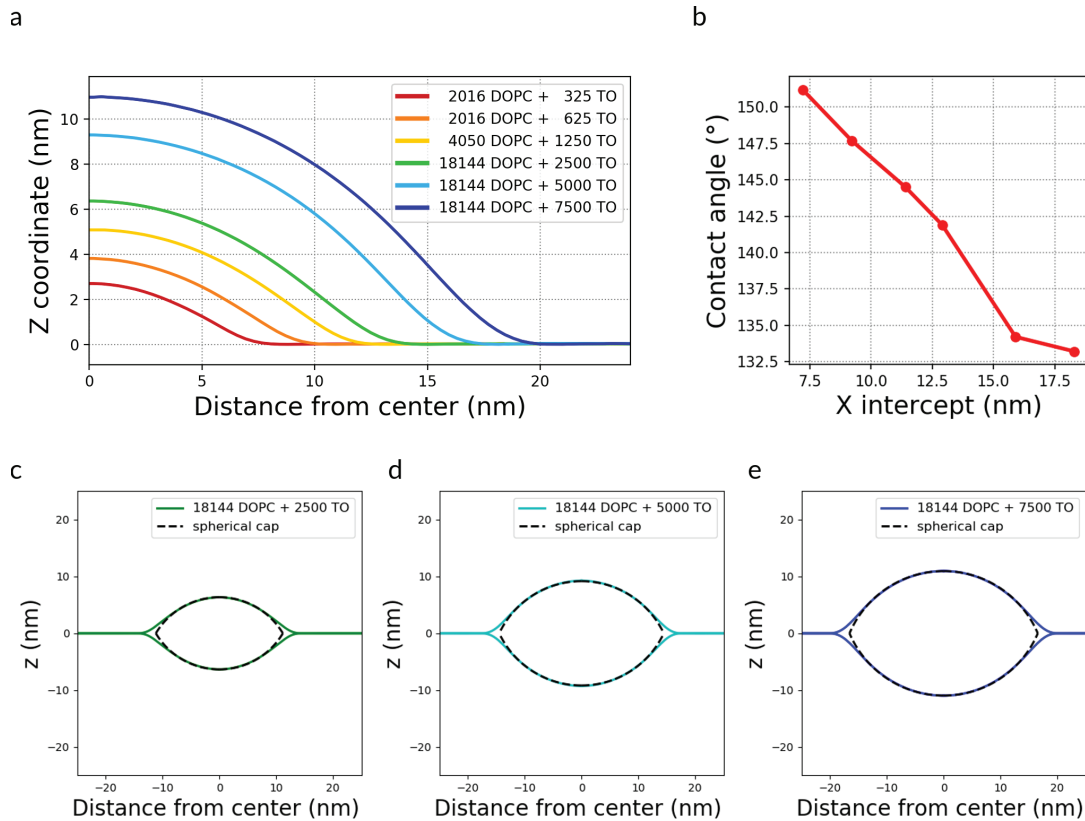 a
Z coordinate (nm)
10
8
6
4
2
0
2016 DOPC + 325 TO
2016 DOPC + 625 TO
4050 DOPC + 1250 TO
18144 DOPC + 2500 TO
18144 DOPC + 5000 TO
18144 DOPC + 7500 TO
0 5 10 15 20
Distance from center (nm)
b
Contact angle (°)
150.0
147.5
145.0
142.5
140.0
137.5
135.0
132.5
7.5 10.0 12.5 15.0 17.5
X intercept (nm)
c
z (nm)
20
10
0
−10
−20
18144 DOPC + 2500 TO
spherical cap
−20 −10 0 10 20
Distance from center (nm)
d
z (nm)
20
10
0
−10
−20
18144 DOPC + 5000 TO
spherical cap
−20 −10 0 10 20
Distance from center (nm)
e
z (nm)
20
10
0
−10
−20
18144 DOPC + 7500 TO
spherical cap
−20 −10 0 10 20
Distance from center (nm)